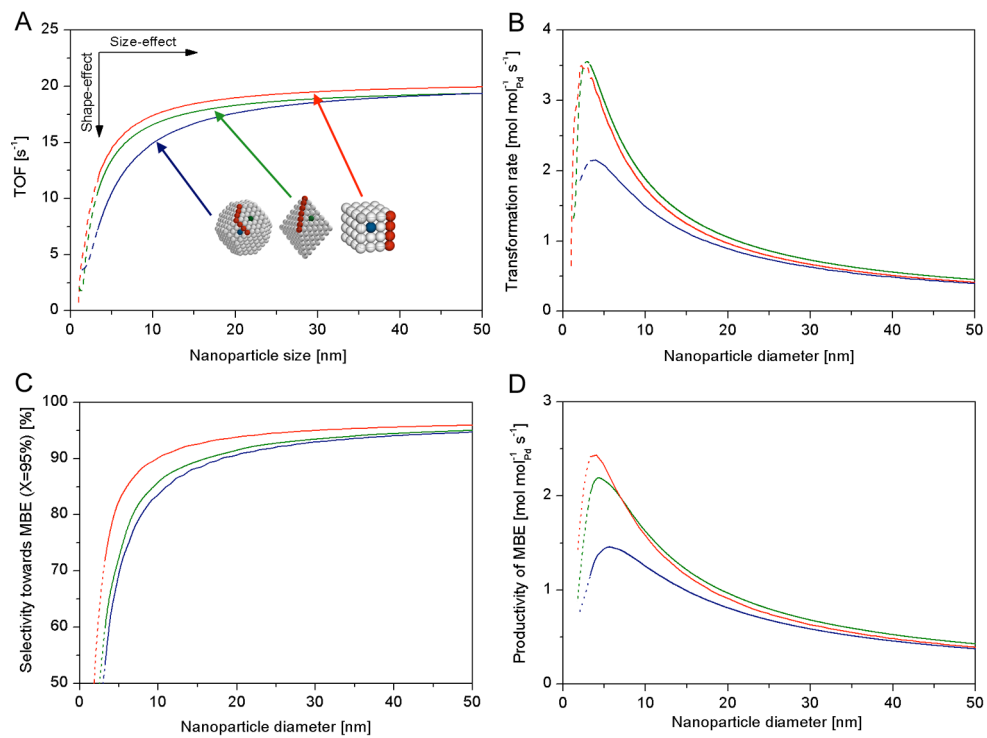 A
TOF [s⁻¹]
25
20
15
10
5
0
Size-effect
Shape-effect
0 10 20 30 40 50
Nanoparticle size [nm]
B
Transformation rate [mol mol⁻¹Pd s⁻¹]
4
3
2
1
0
0 10 20 30 40 50
Nanoparticle diameter [nm]
C
Selectivity towards MBE (X=95%) [%]
100
90
80
70
60
50
0 10 20 30 40 50
Nanoparticle diameter [nm]
D
Productivity of MBE [mol mol⁻¹Pd s⁻¹]
3
2
1
0
0 10 20 30 40 50
Nanoparticle diameter [nm]